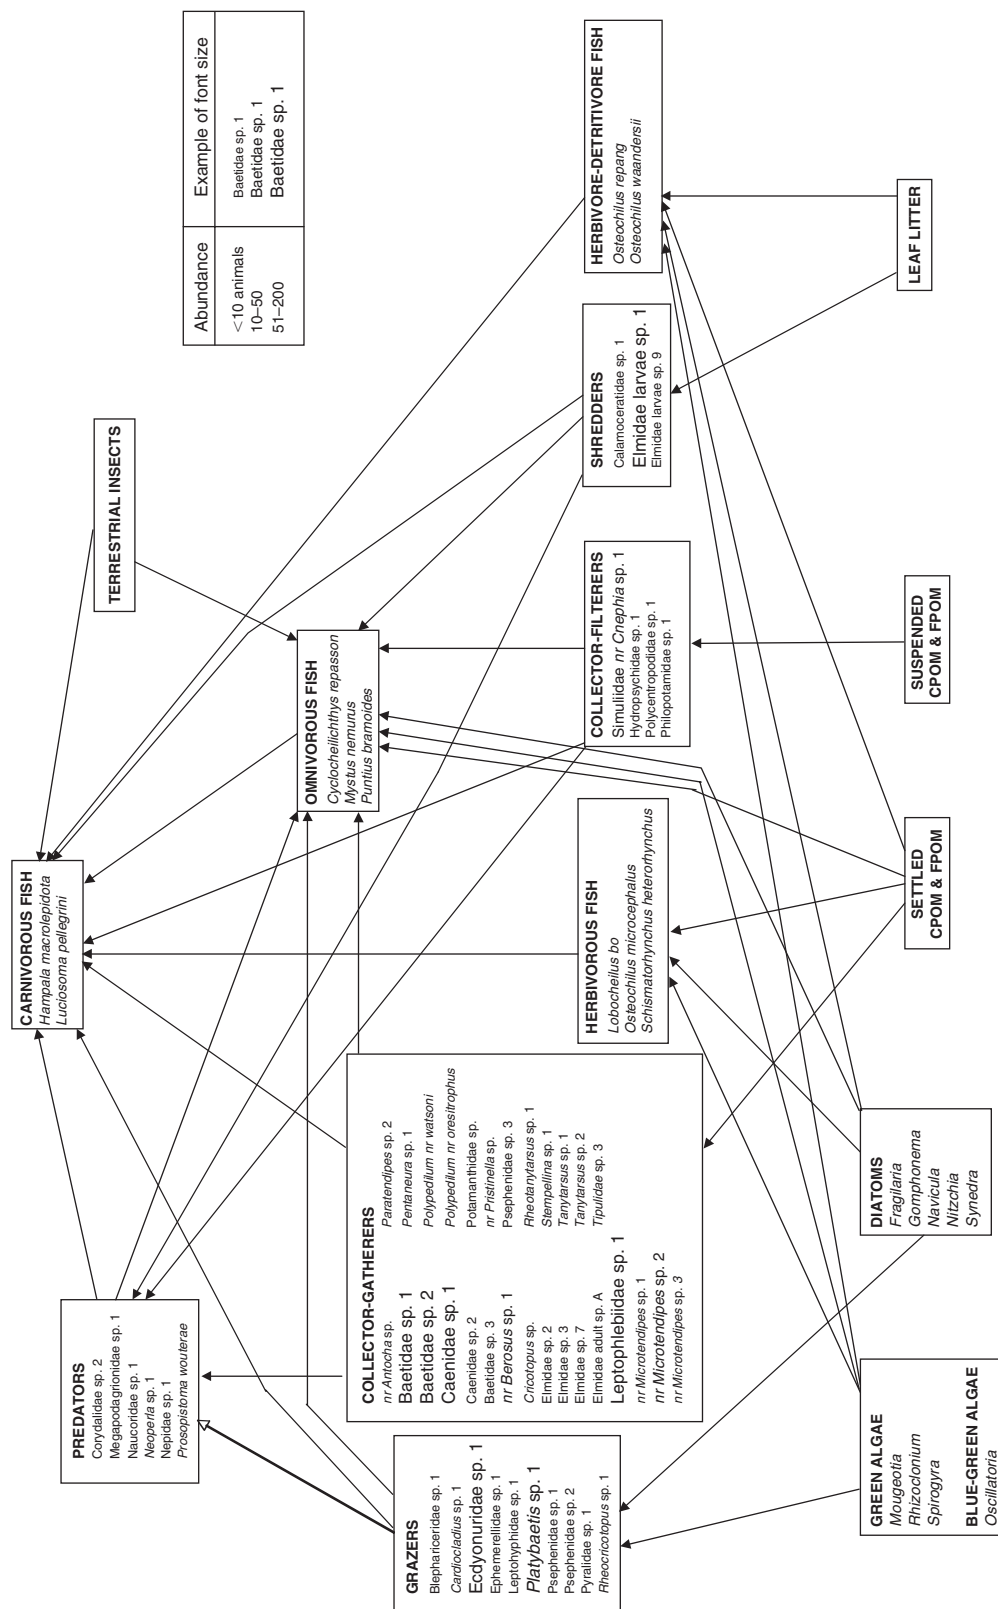 CARNIVOROUS FISH
Hampala macrolepidota
Luciosoma pellegrini
TERRESTRIAL INSECTS
Abundance Example of font size
<10 animals Baetidae sp. 1
10–50 Baetidae sp. 1
51–200 Baetidae sp. 1
PREDATORS
Corydalidae sp. 2
Megapodagrionidae sp. 1
Naucoridae sp. 1
Neoperla sp. 1
Nepidae sp. 1
Prosopistoma wouterae
OMNIVOROUS FISH
Cyclocheilichthys repasson
Mystus nemurus
Puntius bramoides
GRAZERS
Blephariceridae sp. 1
Cardiocladius sp. 1
Ecdyonuridae sp. 1
Ephemerellidae sp. 1
Leptohyphidae sp. 1
Platybaetis sp. 1
Psephenidae sp. 1
Psephenidae sp. 2
Pyralidae sp. 1
Rheocricotopus sp. 1
COLLECTOR-GATHERERS
nr Antocha sp.
Baetidae sp. 1
Baetidae sp. 2
Caenidae sp. 1
Caenidae sp. 2
Baetidae sp. 3
nr Berosus sp. 1
Cricotopus sp.
Elmidae sp. 2
Elmidae sp. 3
Elmidae sp. 7
Elmidae adult sp. A
Leptophlebiidae sp. 1
nr Microtendipes sp. 1
nr Microtendipes sp. 2
nr Microtendipes sp. 3
Paratendipes sp. 2
Pentaneura sp. 1
Polypedilum nr watsoni
Polypedilum nr oresitrophus
Potamanthidae sp.
nr Pristinella sp.
Psephenidae sp. 3
Rheotanytarsus sp. 1
Stempellina sp. 1
Tanytarsus sp. 1
Tanytarsus sp. 2
Tipulidae sp. 3
HERBIVOROUS FISH
Lobocheilus bo
Osteochilus microcephalus
Schismatorhynchus heterorhynchus
COLLECTOR-FILTERERS
Simuliidae nr Cnephia sp. 1
Hydropsychidae sp. 1
Polycentropodidae sp. 1
Philopotamidae sp. 1
SHREDDERS
Calamoceratidae sp. 1
Elmidae larvae sp. 1
Elmidae larvae sp. 9
HERBIVORE-DETRITIVORE FISH
Osteochilus repang
Osteochilus waandersii
GREEN ALGAE
Mougeotia
Rhizoclonium
Spirogyra
BLUE-GREEN ALGAE
Oscillatoria
DIATOMS
Fragilaria
Gomphonema
Navicula
Nitzchia
Synedra
SETTLED
CPOM & FPOM
SUSPENDED
CPOM & FPOM
LEAF LITTER